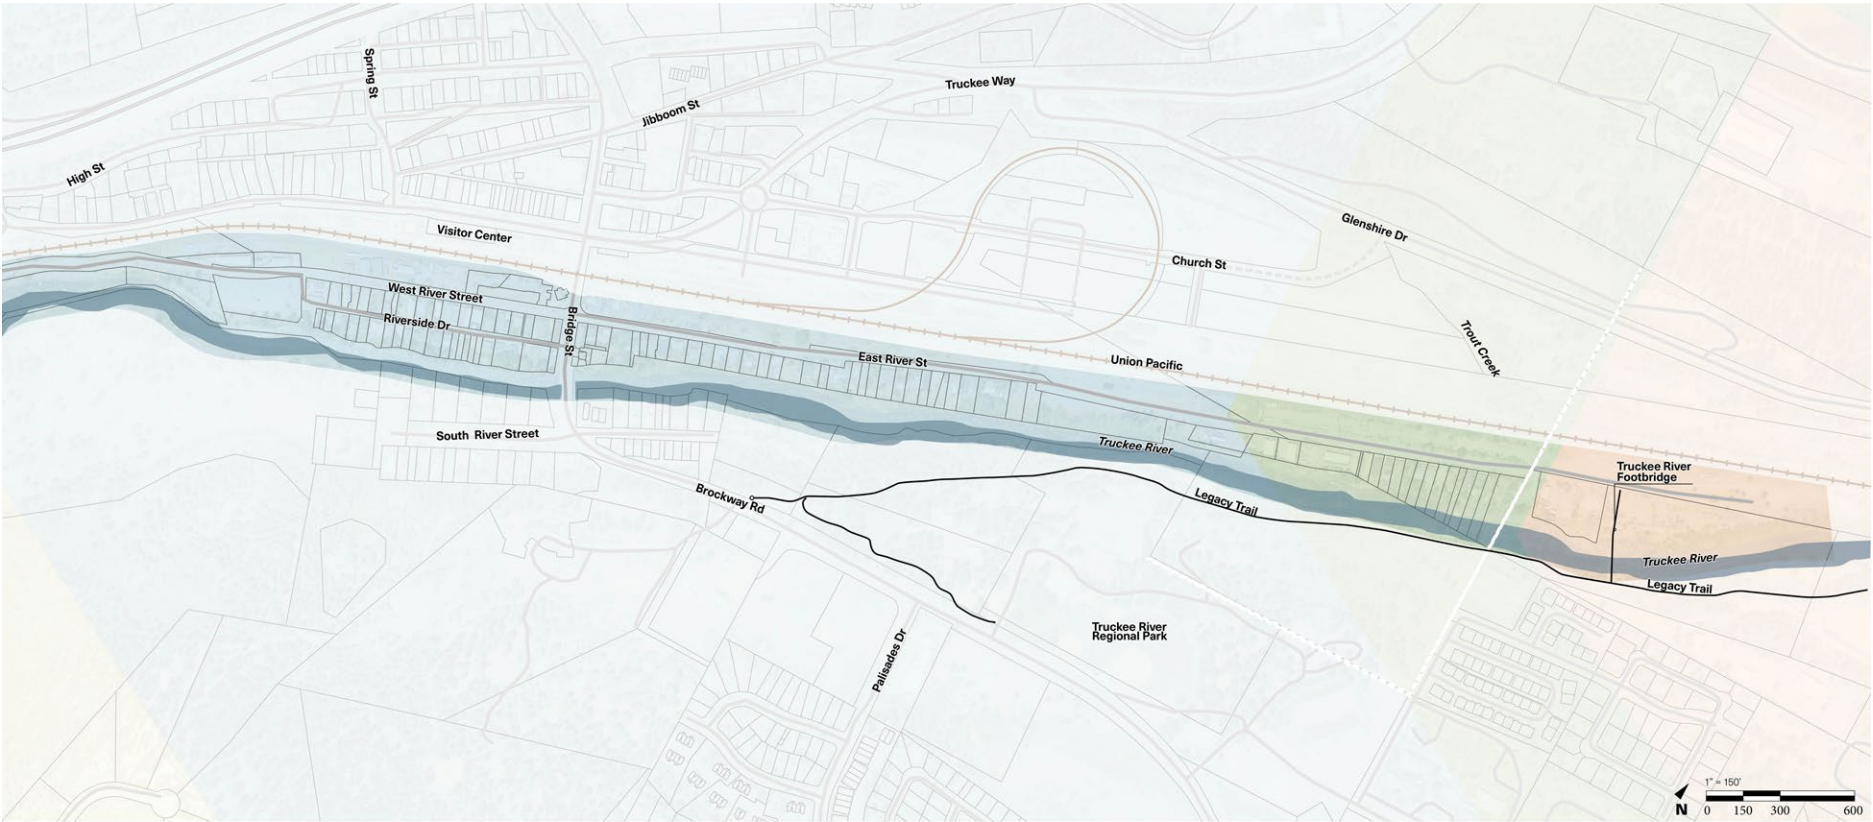 Spring St
Truckee Way
Jibboom St
High St
Visitor Center
Glenshire Dr
Church St
West River Street
Riverside Dr
Bridge St
East River St
Union Pacific
Trout Creek
South River Street
Truckee River
Truckee River
Footbridge
Brockway Rd
Legacy Trail
Truckee River
Legacy Trail
Truckee River
Regional Park
Palisades Dr
1" = 150'
N
0 150 300 600